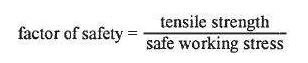 factor of safety = tensile strength / safe working stress